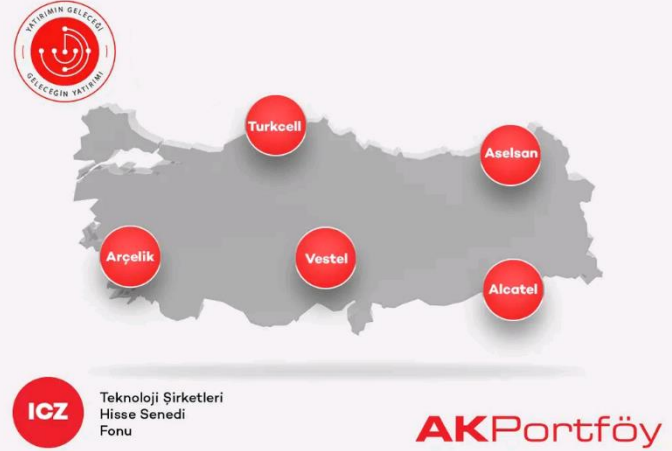 YATIRIMIN GELECEĞİ
GELECEĞİN YATIRIMI
Turkcell
Aselsan
Arçelik
Vestel
Alcatel
ICZ
Teknoloji Şirketleri
Hisse Senedi
Fonu
AKPortföy